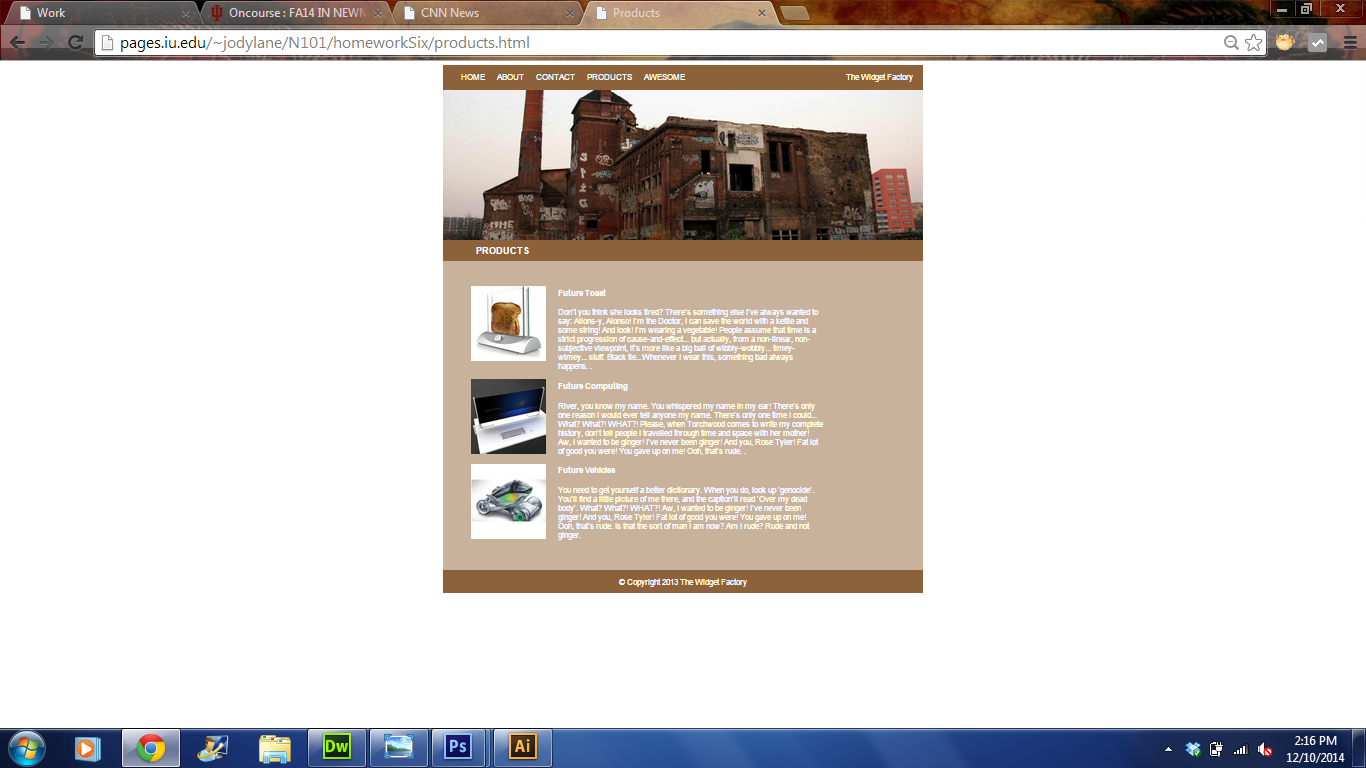 Work
Oncourse : FA14 IN NEWM
CNN News
Products
pages.iu.edu/~jodylane/N101/homeworkSix/products.html
HOME ABOUT CONTACT PRODUCTS AWESOME The Widget Factory
PRODUCTS
Future Toast
Don't you think she looks tired? There's something else I've always wanted to
say: Allons-y, Alonso! I'm the Doctor, I can save the world with a kettle and
some string! And look! I'm wearing a vegetable! People assume that time is a
strict progression of cause-and-effect... but actually, from a non-linear, non-
subjective viewpoint, it's more like a big ball of wibbly-wobbly... timey-
wimey... stuff. Black tie...Whenever I wear this, something bad always
happens. .
Future Computing
River, you know my name. You whispered my name in my ear! There's only
one reason I would ever tell anyone my name. There's only one time I could...
What? What?! WHAT?! Please, when Torchwood comes to write my complete
history, don't tell people I travelled through time and space with her mother!
Aw, I wanted to be ginger! I've never been ginger! And you, Rose Tyler! Fat lot
of good you were! You gave up on me! Ooh, that's rude. .
Future Vehicles
You need to get yourself a better dictionary. When you do, look up 'genocide'.
You'll find a little picture of me there, and the caption'll read 'Over my dead
body'. What? What?! WHAT?! Aw, I wanted to be ginger! I've never been
ginger! And you, Rose Tyler! Fat lot of good you were! You gave up on me!
Ooh, that's rude. Is that the sort of man I am now? Am I rude? Rude and not
ginger.
© Copyright 2013 The Widget Factory
Dw
Ps
Ai
2:16 PM
12/10/2014